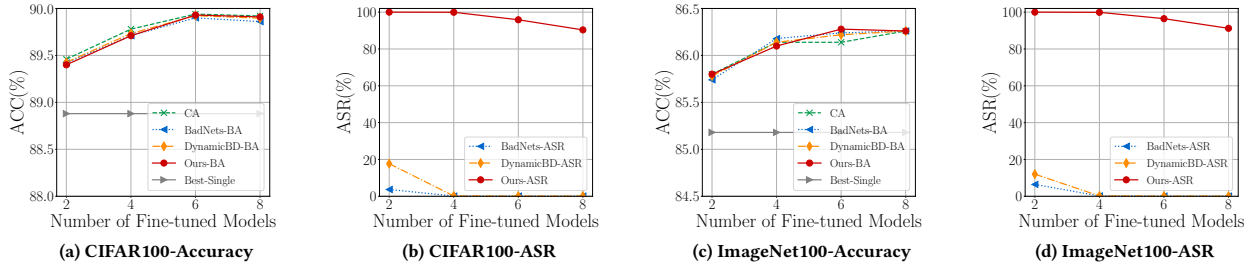 90.0
89.5
89.0
88.5
88.0
ACC(%)
CA
BadNets-BA
DynamicBD-BA
Ours-BA
Best-Single
2 4 6 8
Number of Fine-tuned Models
(a) CIFAR100-Accuracy
100
80
60
40
20
0
ASR(%)
BadNets-ASR
DynamicBD-ASR
Ours-ASR
2 4 6 8
Number of Fine-tuned Models
(b) CIFAR100-ASR
86.5
86.0
85.5
85.0
84.5
ACC(%)
CA
BadNets-BA
DynamicBD-BA
Ours-BA
Best-Single
2 4 6 8
Number of Fine-tuned Models
(c) ImageNet100-Accuracy
100
80
60
40
20
0
ASR(%)
BadNets-ASR
DynamicBD-ASR
Ours-ASR
2 4 6 8
Number of Fine-tuned Models
(d) ImageNet100-ASR